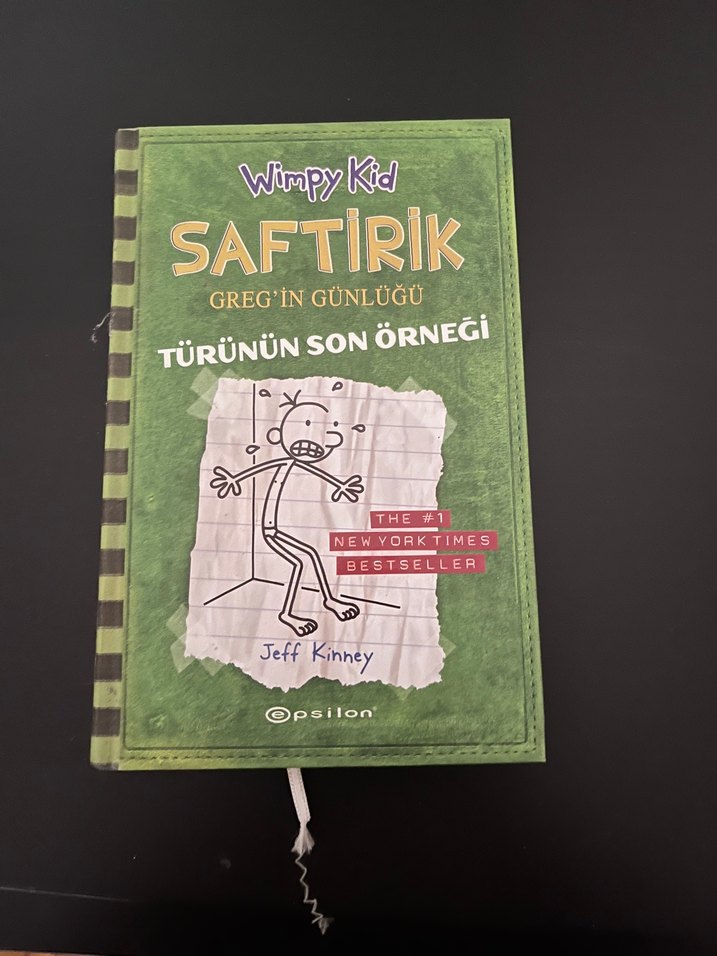 Wimpy Kid
SAFTİRİK
GREG'İN GÜNLÜĞÜ
TÜRÜNÜN SON ÖRNEĞİ
THE #1
NEW YORK TIMES
BESTSELLER
Jeff Kinney
epsilon®